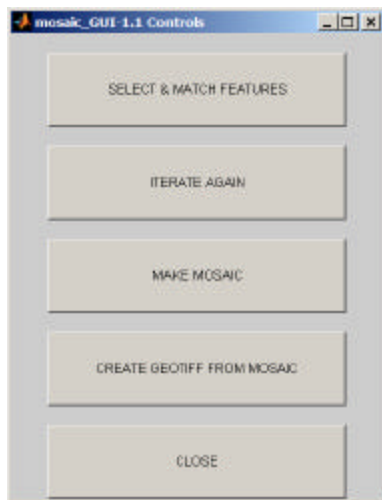 mosaic_GUI-1.1 Controls
SELECT & MATCH FEATURES
ITERATE AGAIN
MAKE MOSAIC
CREATE GEOTIFF FROM MOSAIC
CLOSE